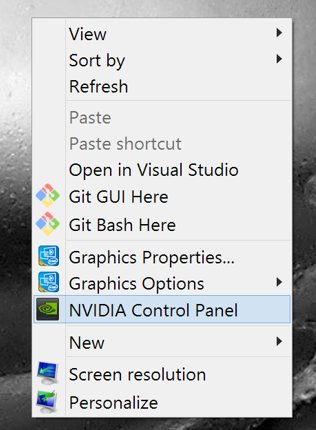 View
Sort by
Refresh
Paste
Paste shortcut
Open in Visual Studio
Git GUI Here
Git Bash Here
Graphics Properties...
Graphics Options
NVIDIA Control Panel
New
Screen resolution
Personalize